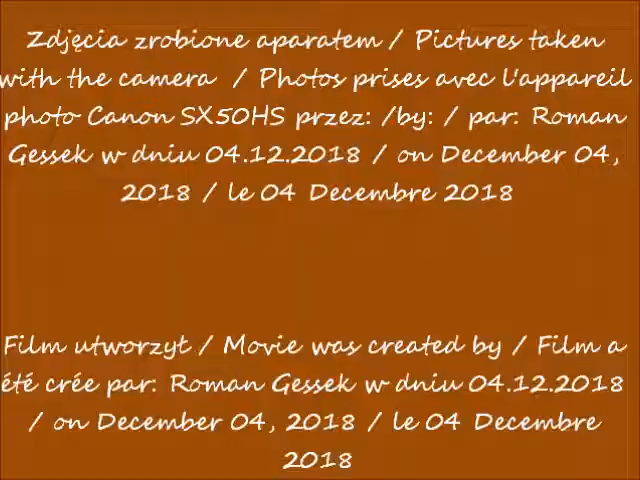 Zdjęcia zrobione aparatem / Pictures taken
with the camera / Photos prises avec l'appareil
photo Canon SX50HS przez: /by: / par: Roman
Gessek w dniu 04.12.2018 / on December 04,
2018 / le 04 Decembre 2018
Film utworzył / Movie was created by / Film a
été crée par: Roman Gessek w dniu 04.12.2018
/ on December 04, 2018 / le 04 Decembre
2018